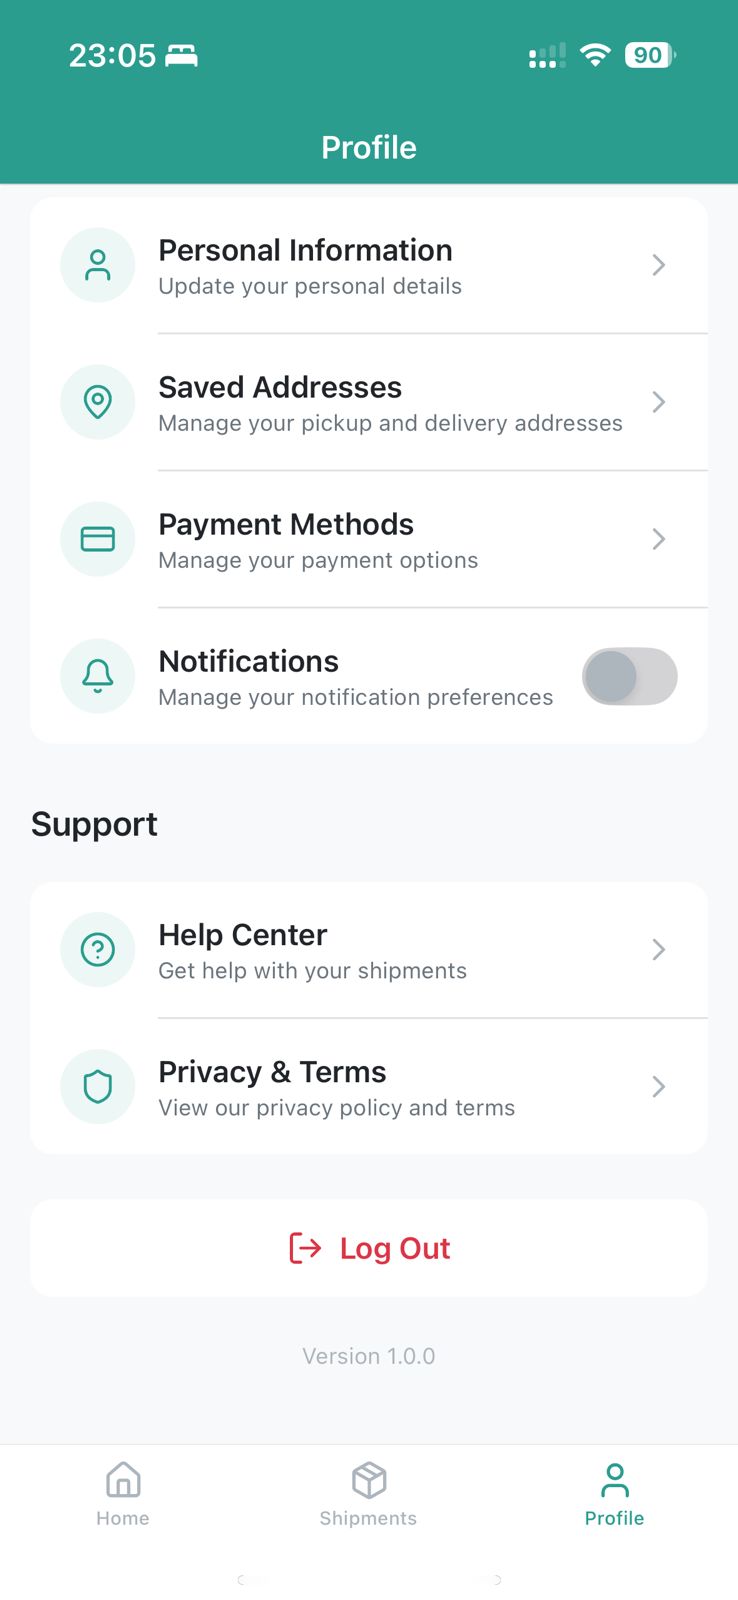 23:05
90
Profile
Personal Information
Update your personal details
Saved Addresses
Manage your pickup and delivery addresses
Payment Methods
Manage your payment options
Notifications
Manage your notification preferences
Support
Help Center
Get help with your shipments
Privacy & Terms
View our privacy policy and terms
Log Out
Version 1.0.0
Home
Shipments
Profile